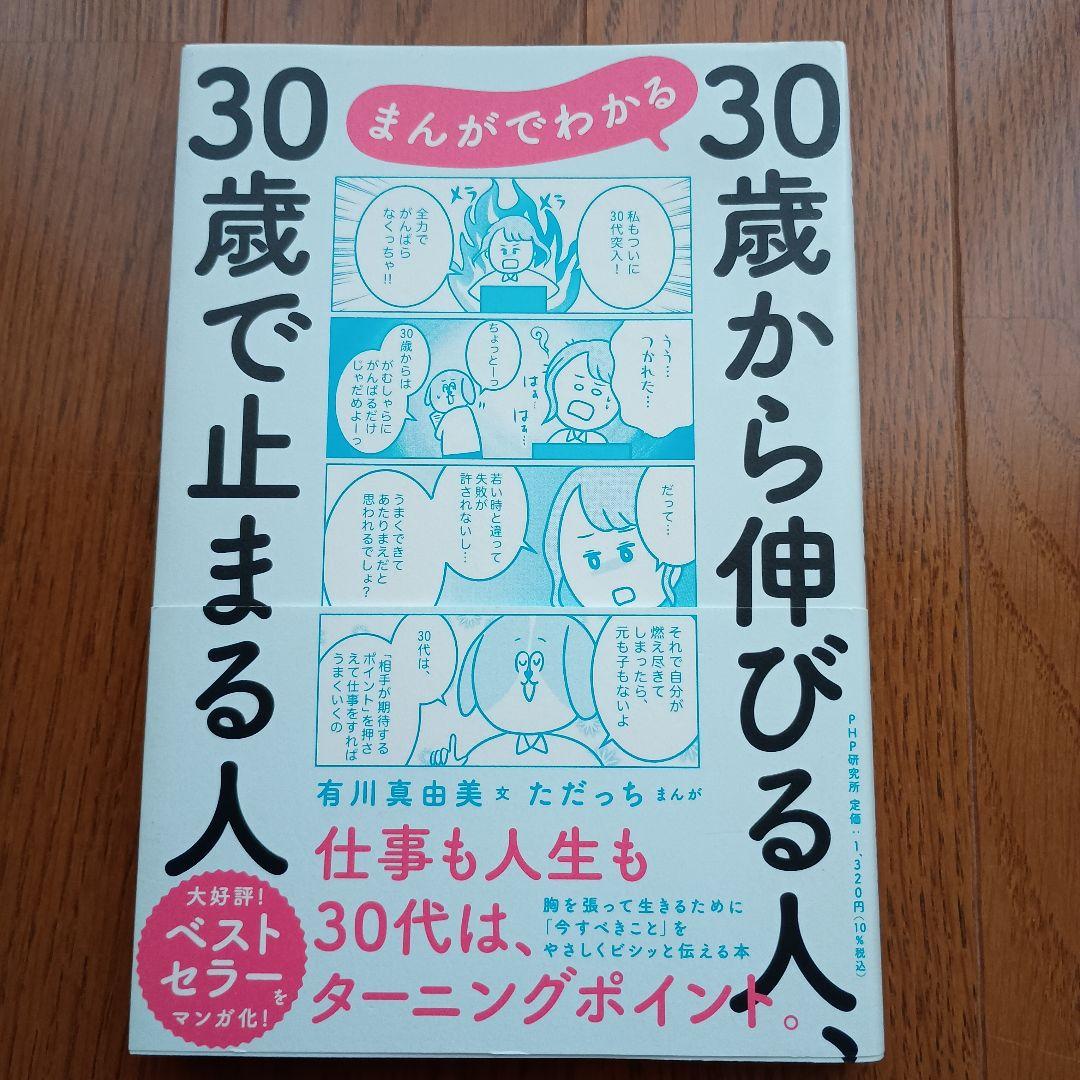 まんがでわかる
30歳から伸びる人、
30歳で止まる人
私もついに
30代突入！
メラ
メラ
全力で
がんばら
なくっちゃ!!
うう…
つかれた…
はぁ…
はぁ…
ちょっとーっ
30歳からは
がむしゃらに
がんばるだけ
じゃだめよーっ
だって…
若い時と違って
失敗が
許されないし…
うまくできて
あたりまえだと
思われるでしょ？
それで自分が
燃え尽きて
しまったら、
元も子もないよ
30代は、
「相手が期待する
ポイント」を押さ
えて仕事をすれば
うまくいくの
有川真由美 文 ただっち まんが
仕事も人生も
30代は、
ターニングポイント。
胸を張って生きるために
「今すべきこと」を
やさしくビシッと伝える本
大好評！
ベスト
セラーを
マンガ化！
PHP研究所 定価：1,320円（10％税込）